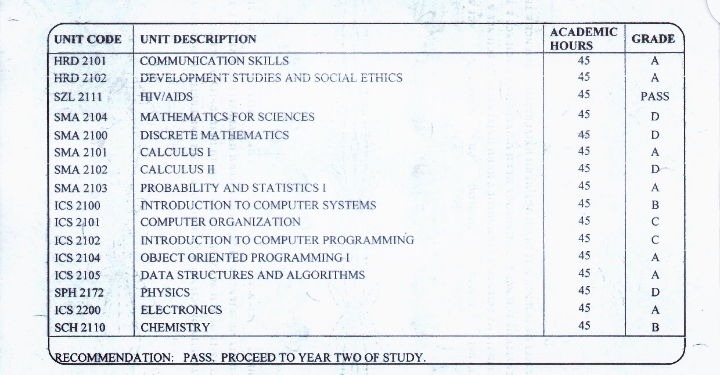 UNIT CODE UNIT DESCRIPTION ACADEMIC HOURS GRADE
HRD 2101 COMMUNICATION SKILLS 45 A
HRD 2102 DEVELOPMENT STUDIES AND SOCIAL ETHICS 45 A
SZL 2111 HIV/AIDS 45 PASS
SMA 2104 MATHEMATICS FOR SCIENCES 45 D
SMA 2100 DISCRETE MATHEMATICS 45 D
SMA 2101 CALCULUS I 45 A
SMA 2102 CALCULUS II 45 D
SMA 2103 PROBABILITY AND STATISTICS I 45 A
ICS 2100 INTRODUCTION TO COMPUTER SYSTEMS 45 B
ICS 2101 COMPUTER ORGANIZATION 45 C
ICS 2102 INTRODUCTION TO COMPUTER PROGRAMMING 45 C
ICS 2104 OBJECT ORIENTED PROGRAMMING I 45 A
ICS 2105 DATA STRUCTURES AND ALGORITHMS 45 A
SPH 2172 PHYSICS 45 D
ICS 2200 ELECTRONICS 45 A
SCH 2110 CHEMISTRY 45 B
RECOMMENDATION: PASS. PROCEED TO YEAR TWO OF STUDY.